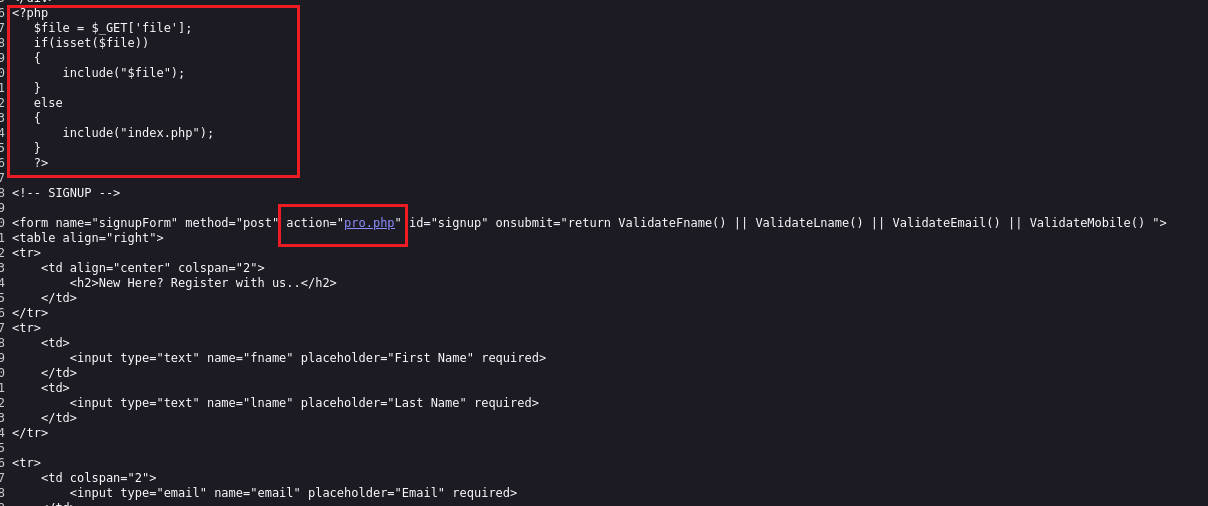 6 <?php
7 $file = $_GET['file'];
8 if(isset($file))
9 {
0 include("$file");
1 }
2 else
3 {
4 include("index.php");
5 }
6 ?>
7
8 <!-- SIGNUP -->
9
0 <form name="signupForm" method="post" action="pro.php" id="signup" onsubmit="return ValidateFname() || ValidateLname() || ValidateEmail() || ValidateMobile() ">
1 <table align="right">
2 <tr>
3 <td align="center" colspan="2">
4 <h2>New Here? Register with us..</h2>
5 </td>
6 </tr>
7 <tr>
8 <td>
9 <input type="text" name="fname" placeholder="First Name" required>
0 </td>
1 <td>
2 <input type="text" name="lname" placeholder="Last Name" required>
3 </td>
4 </tr>
5
6 <tr>
7 <td colspan="2">
8 <input type="email" name="email" placeholder="Email" required>